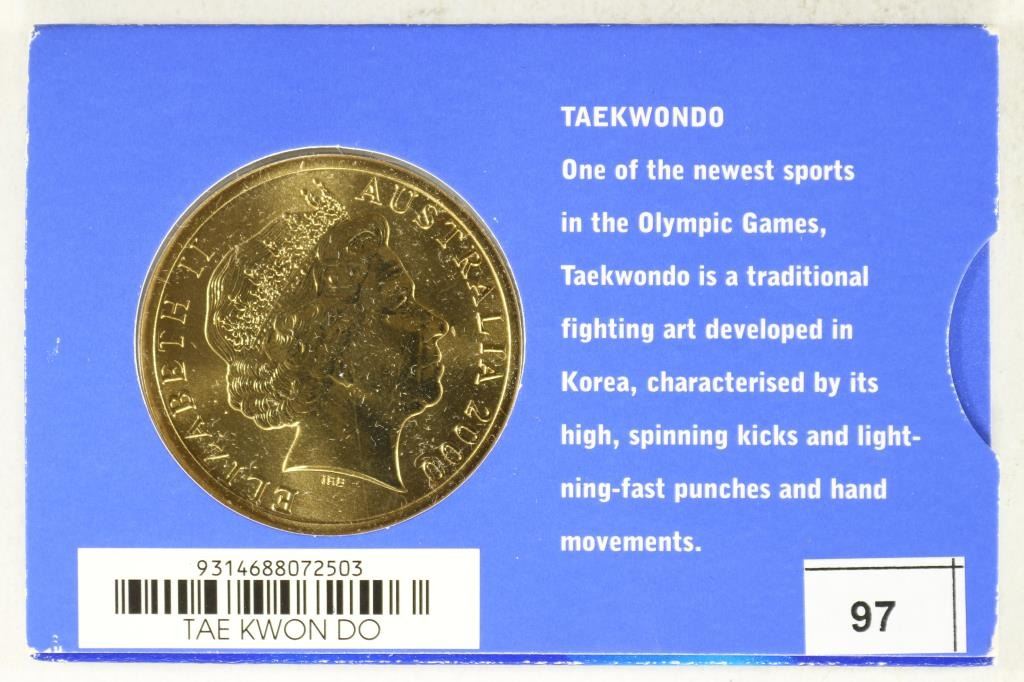 ELIZABETH II AUSTRALIA 2000
IRB
TAEKWONDO
One of the newest sports
in the Olympic Games,
Taekwondo is a traditional
fighting art developed in
Korea, characterised by its
high, spinning kicks and light-
ning-fast punches and hand
movements.
9314688072503
TAE KWON DO
97